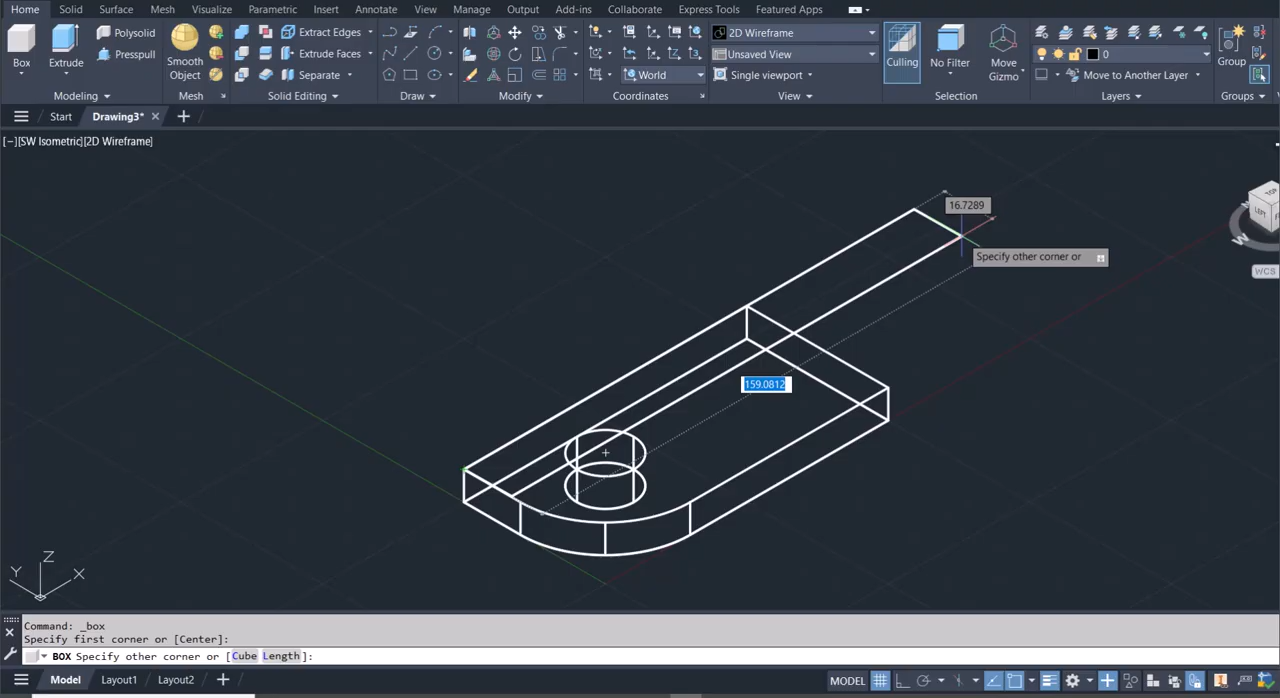 Home Solid Surface Mesh Visualize Parametric Insert Annotate View Manage Output Add-ins Collaborate Express Tools Featured Apps
Box
Extrude
Polysolid
Presspull
Modeling
Smooth
Object
Mesh
Extract Edges
Extrude Faces
Separate
Solid Editing
Draw
Modify
World
Coordinates
2D Wireframe
Unsaved View
Single viewport
View
Culling
No Filter
Move
Gizmo
Selection
0
Move to Another Layer
Layers
Group
Groups
Start Drawing3*
[−][SW Isometric][2D Wireframe]
TOP
LEFT
W
WCS
16.7289
Specify other corner or
159.0812
Z
Y
X
Command: _box
Specify first corner or [Center]:
BOX Specify other corner or [Cube Length]:
Model Layout1 Layout2
MODEL